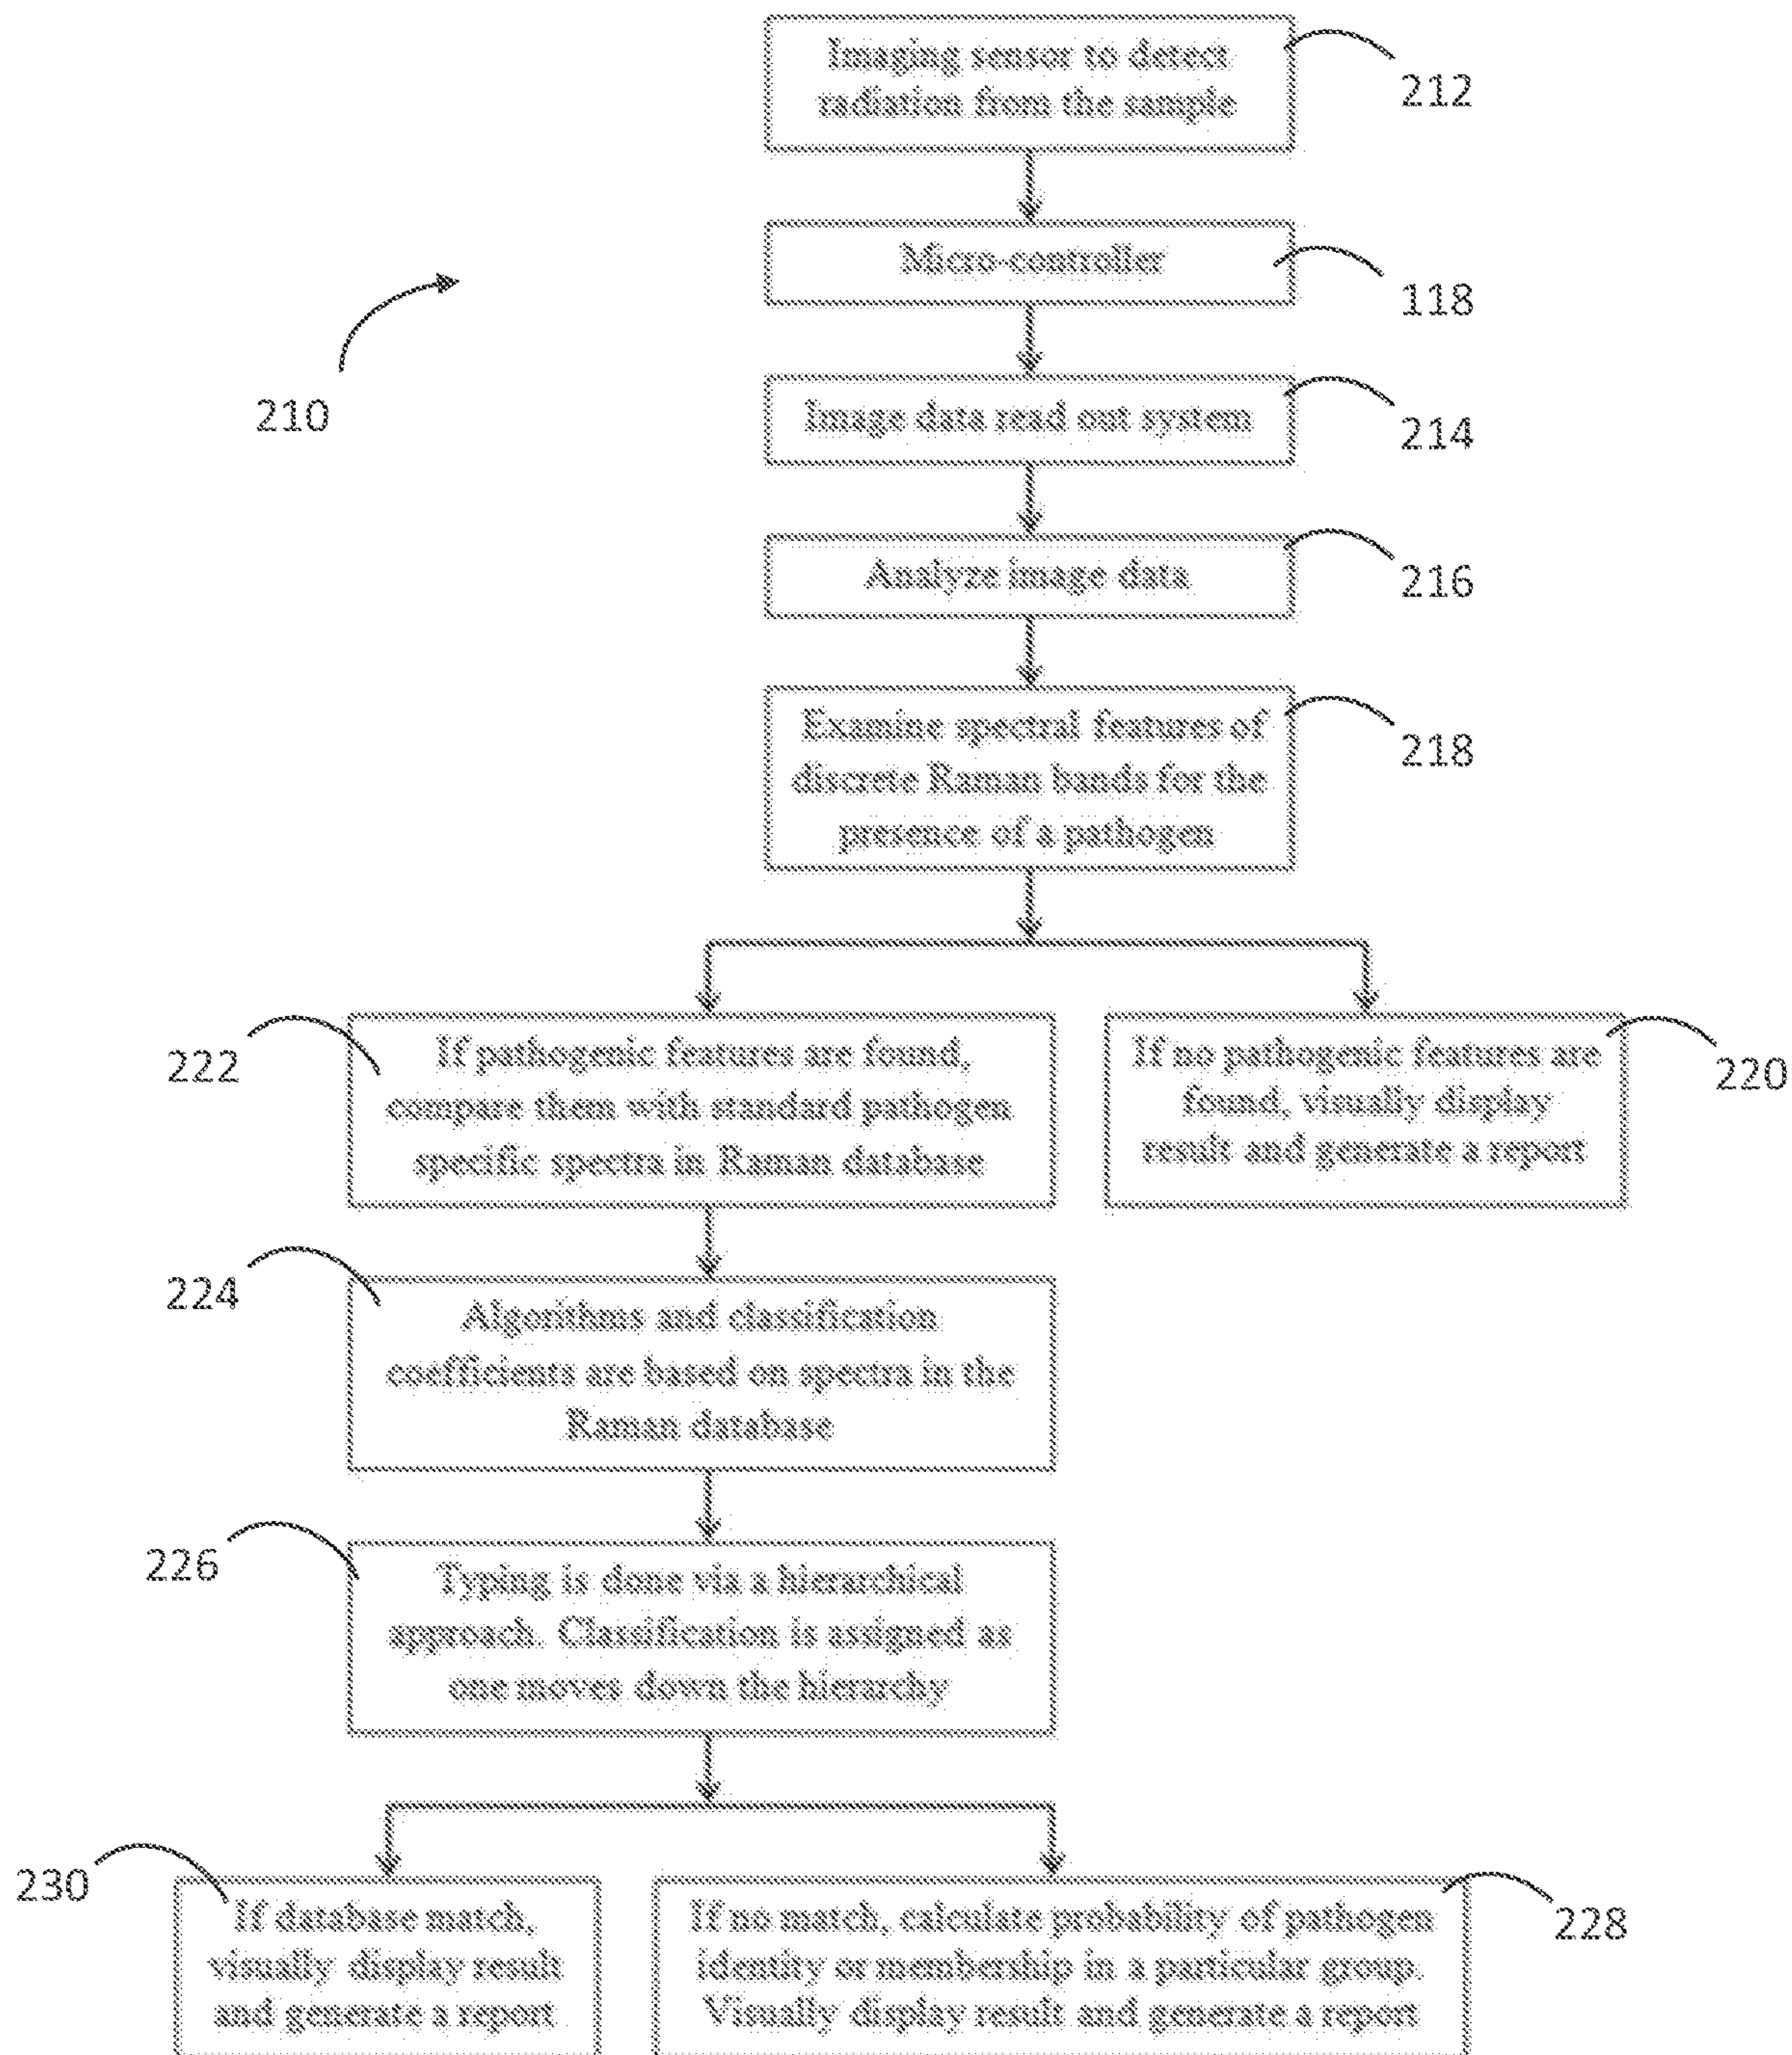 Imaging sensor to detect
radiation from the sample
212
Micro-controller
118
210
Image data read out system
214
Analyze image data
216
Examine spectral features of
discrete Raman bands for the
presence of a pathogen
218
222
If pathogenic features are found,
compare them with standard pathogen
specific spectra in Raman database
If no pathogenic features are
found, visually display
result and generate a report
220
224
Algorithms and classification
coefficients are based on spectra in the
Raman database
226
Typing is done via a hierarchical
approach. Classification is assigned as
one moves down the hierarchy
230
If database match,
visually display result
and generate a report
If no match, calculate probability of pathogen
identity or membership in a particular group.
Visually display result and generate a report
228